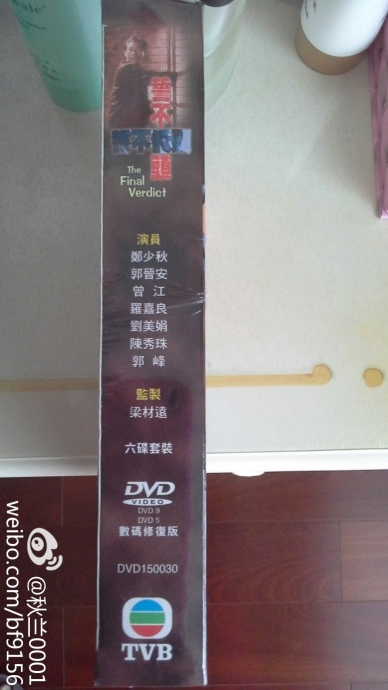 誓不
低
頭
The
Final
Verdict
演員
鄭少秋
郭晉安
曾 江
羅嘉良
劉美娟
陳秀珠
郭 峰
監製
梁材遠
六碟套裝
DVD
VIDEO
DVD 9
DVD 5
數碼修復版
DVD150030
TVB
@秋兰0001
weibo.com/bf9156